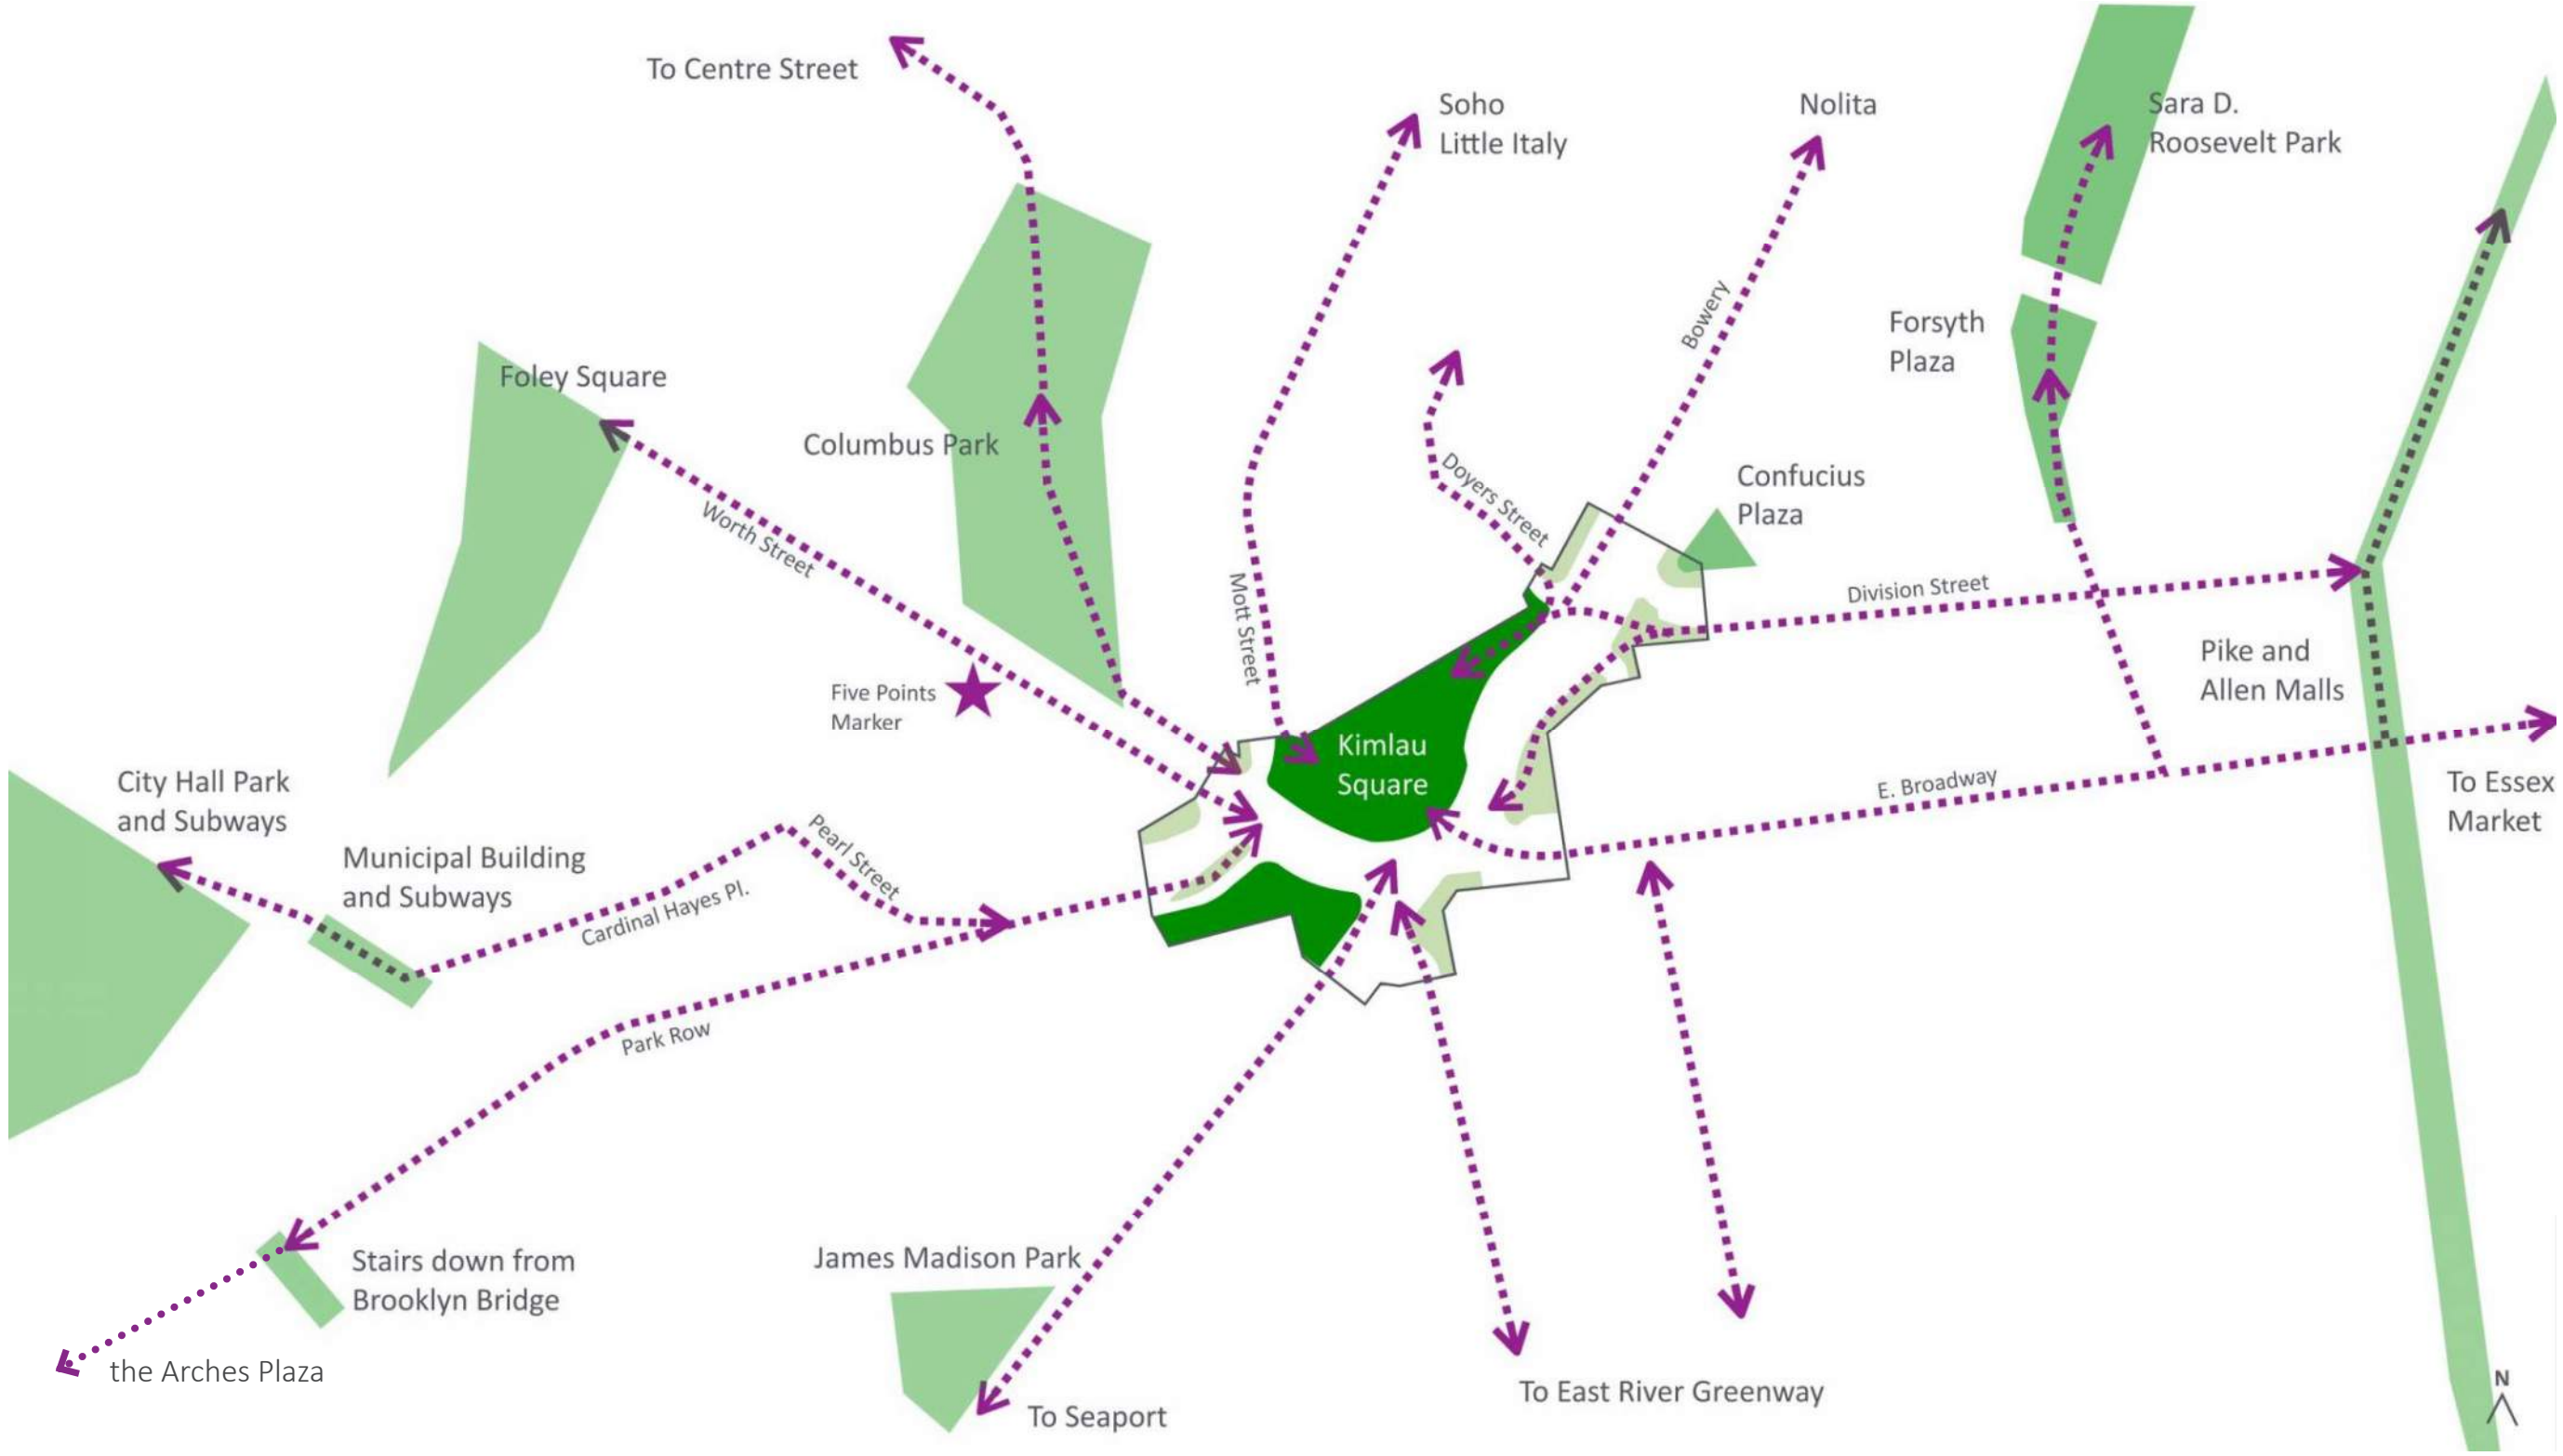 To Centre Street
Soho
Little Italy
Nolita
Sara D.
Roosevelt Park
Foley Square
Columbus Park
Worth Street
Mott Street
Doyers Street
Bowery
Confucius
Plaza
Forsyth
Plaza
Division Street
Pike and
Allen Malls
Five Points
Marker
Kimlau
Square
E. Broadway
To Essex
Market
City Hall Park
and Subways
Municipal Building
and Subways
Pearl Street
Cardinal Hayes Pl.
Park Row
Stairs down from
Brooklyn Bridge
the Arches Plaza
James Madison Park
To Seaport
To East River Greenway
N